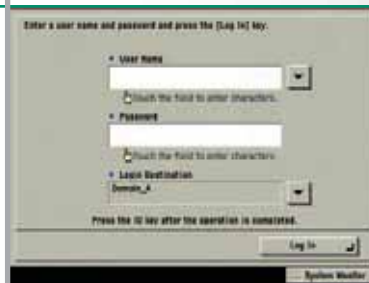 Enter a user name and password and press the [Log In] key.
User Name
Touch the field to enter characters.
Password
Touch the field to enter characters.
Login Destination
Domain_A
Press the ID key after the operation is completed.
Log In
System Monitor